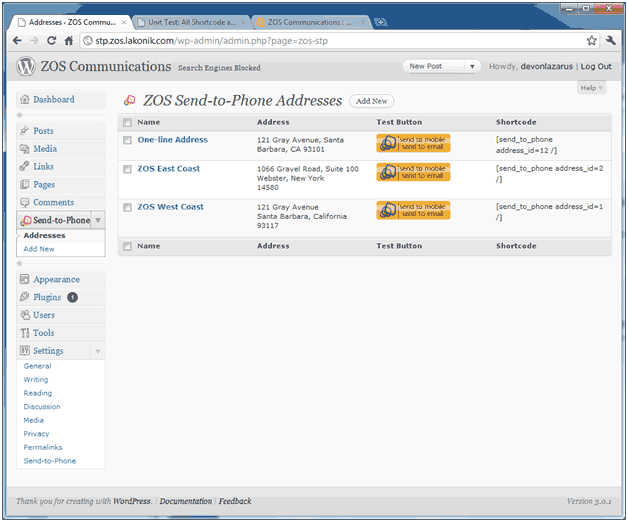 Addresses ‹ ZOS Commu
Unit Test: All Shortcode a
ZOS Communications :
stp.zos.lakonik.com/wp-admin/admin.php?page=zos-stp
ZOS Communications Search Engines Blocked
New Post
Howdy, devonlazarus | Log Out
Help
Dashboard
Posts
Media
Links
Pages
Comments
Send-to-Phone
Addresses
Add New
Appearance
Plugins 1
Users
Tools
Settings
General
Writing
Reading
Discussion
Media
Privacy
Permalinks
Send-to-Phone
ZOS Send-to-Phone Addresses Add New
Name Address Test Button Shortcode
One-line Address
121 Gray Avenue, Santa
Barbara, CA 93101
send to mobile
send to email
[send_to_phone
address_id=12 /]
ZOS East Coast
1066 Gravel Road, Suite 100
Webster, New York
14580
send to mobile
send to email
[send_to_phone address_id=2
/]
ZOS West Coast
121 Gray Avenue
Santa Barbara, California
93117
send to mobile
send to email
[send_to_phone address_id=1
/]
Name Address Test Button Shortcode
Thank you for creating with WordPress. | Documentation | Feedback
Version 3.0.1